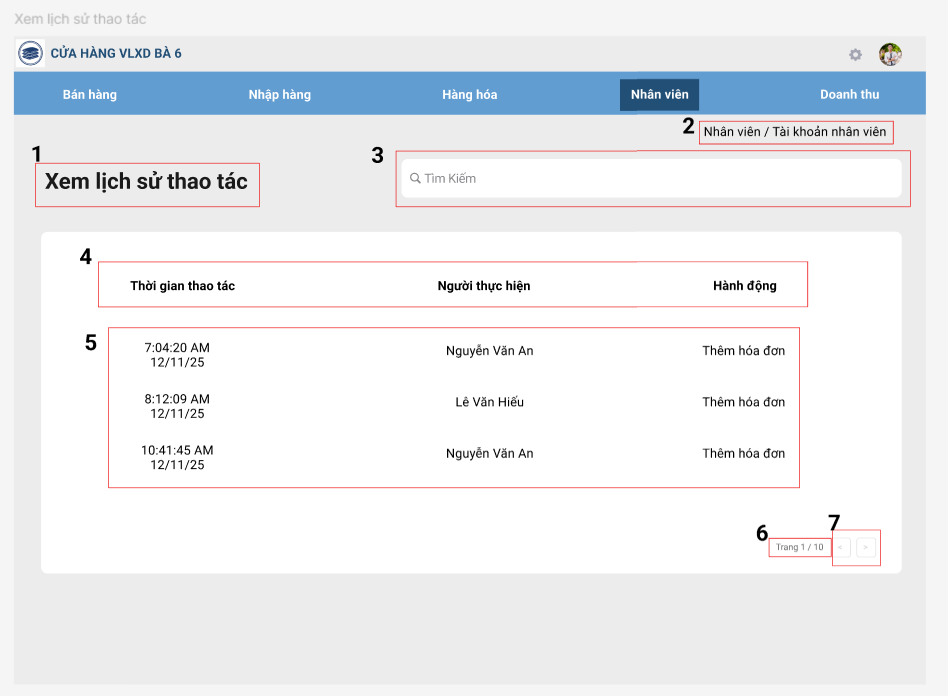 Xem lịch sử thao tác
CỬA HÀNG VLXD BÀ 6
Bán hàng
Nhập hàng
Hàng hóa
Nhân viên
Doanh thu
2
Nhân viên / Tài khoản nhân viên
1
Xem lịch sử thao tác
3
Tìm Kiếm
4
Thời gian thao tác
Người thực hiện
Hành động
5
7:04:20 AM
12/11/25
Nguyễn Văn An
Thêm hóa đơn
8:12:09 AM
12/11/25
Lê Văn Hiếu
Thêm hóa đơn
10:41:45 AM
12/11/25
Nguyễn Văn An
Thêm hóa đơn
6
Trang 1 / 10
7
<
>